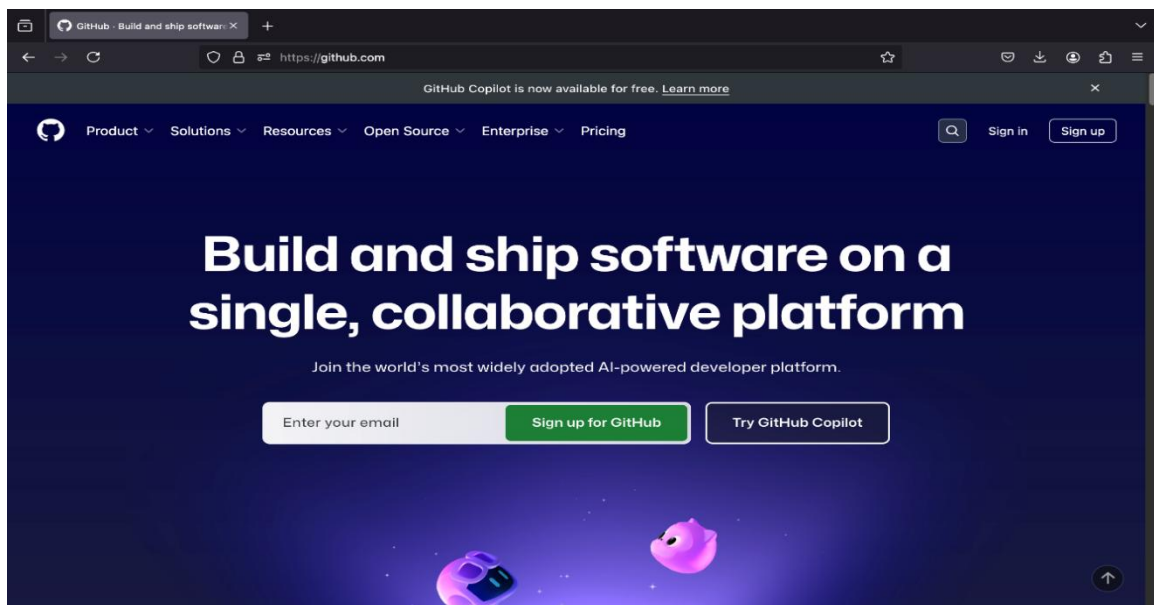 GitHub · Build and ship softwar
https://github.com
GitHub Copilot is now available for free. Learn more
Product Solutions Resources Open Source Enterprise Pricing Sign in Sign up
Build and ship software on a
single, collaborative platform
Join the world's most widely adopted AI-powered developer platform.
Enter your email Sign up for GitHub Try GitHub Copilot